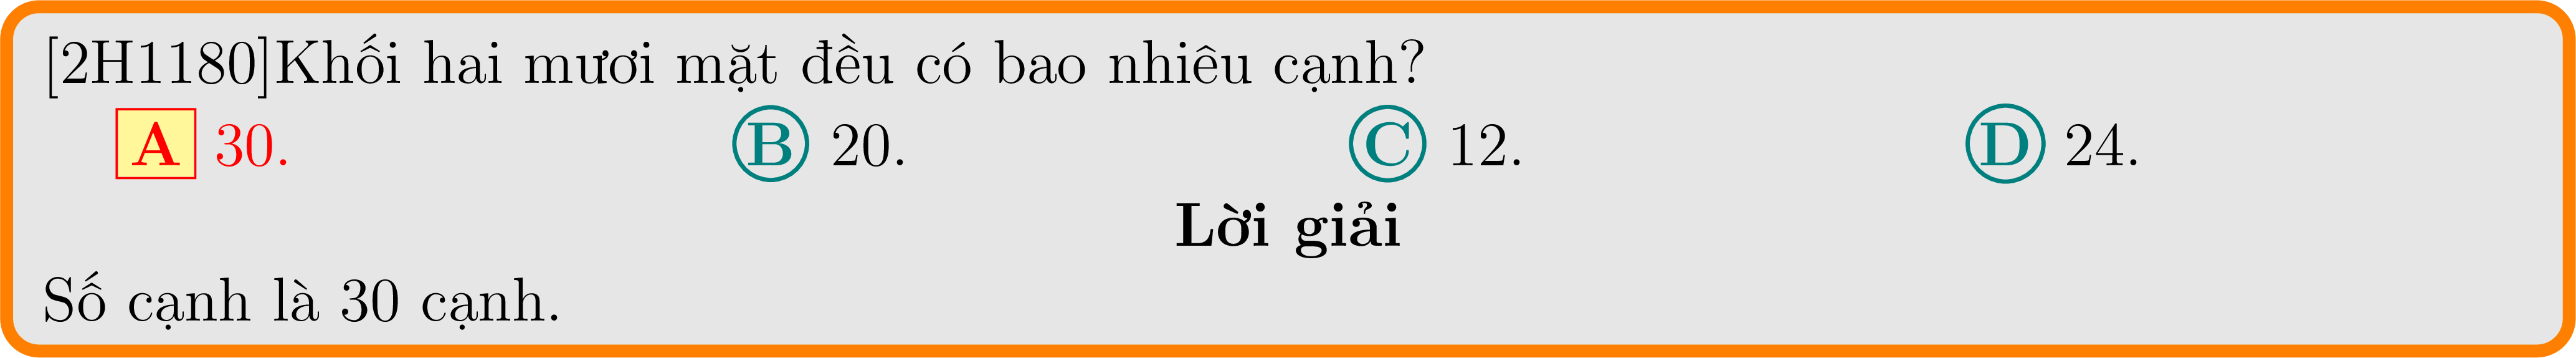 [2H1180]Khối hai mươi mặt đều có bao nhiêu cạnh?
A 30. B 20. C 12. D 24.
Lời giải
Số cạnh là 30 cạnh.